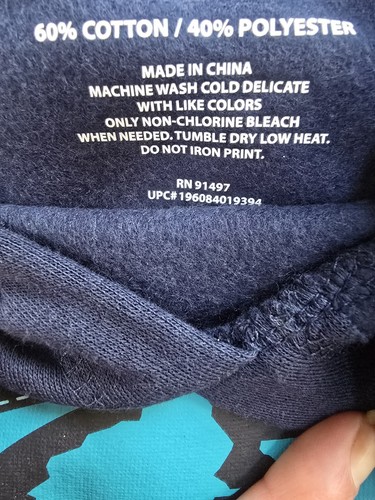 60% COTTON / 40% POLYESTER
MADE IN CHINA
MACHINE WASH COLD DELICATE
WITH LIKE COLORS
ONLY NON-CHLORINE BLEACH
WHEN NEEDED. TUMBLE DRY LOW HEAT.
DO NOT IRON PRINT.
RN 91497
UPC# 196084019394